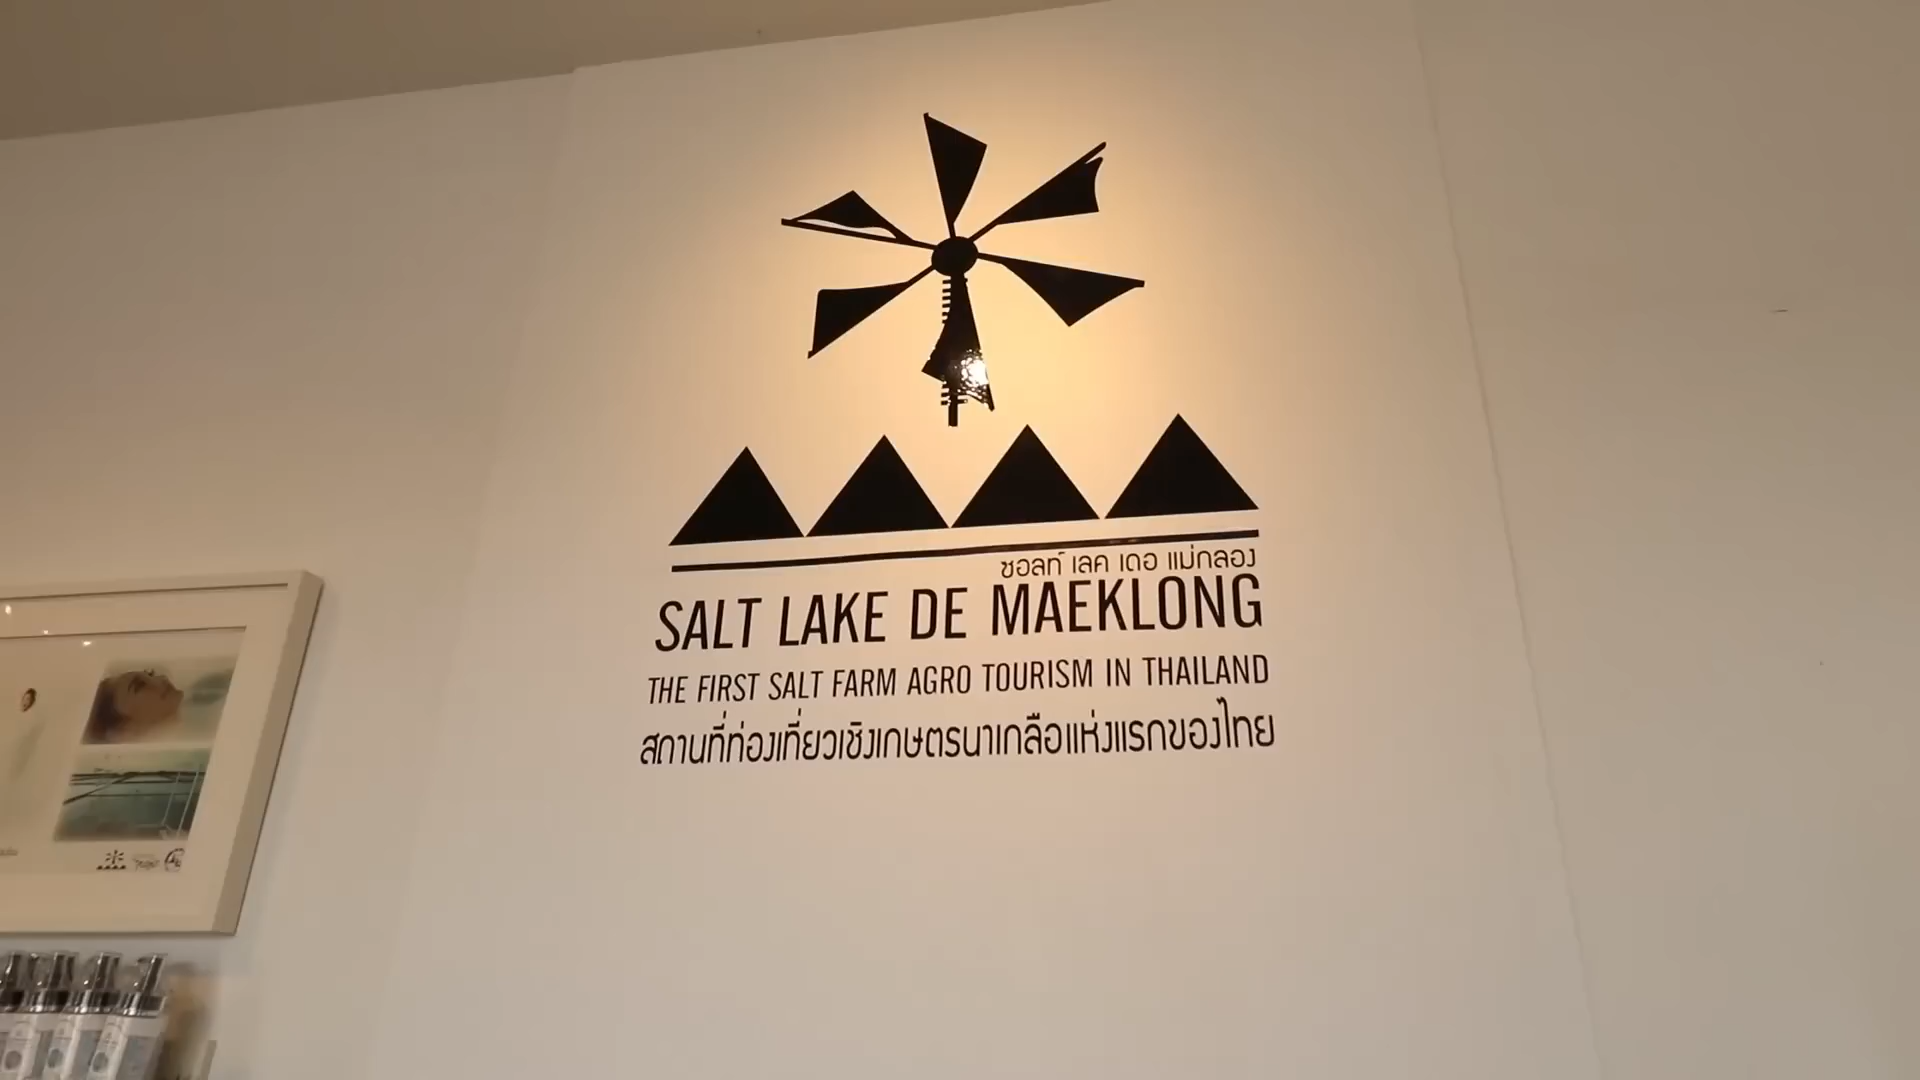 ซอลท์ เลค เดอ แม่กลอง
SALT LAKE DE MAEKLONG
THE FIRST SALT FARM AGRO TOURISM IN THAILAND
สถานที่ท่องเที่ยวเชิงเกษตรนาเกลือแห่งแรกของไทย